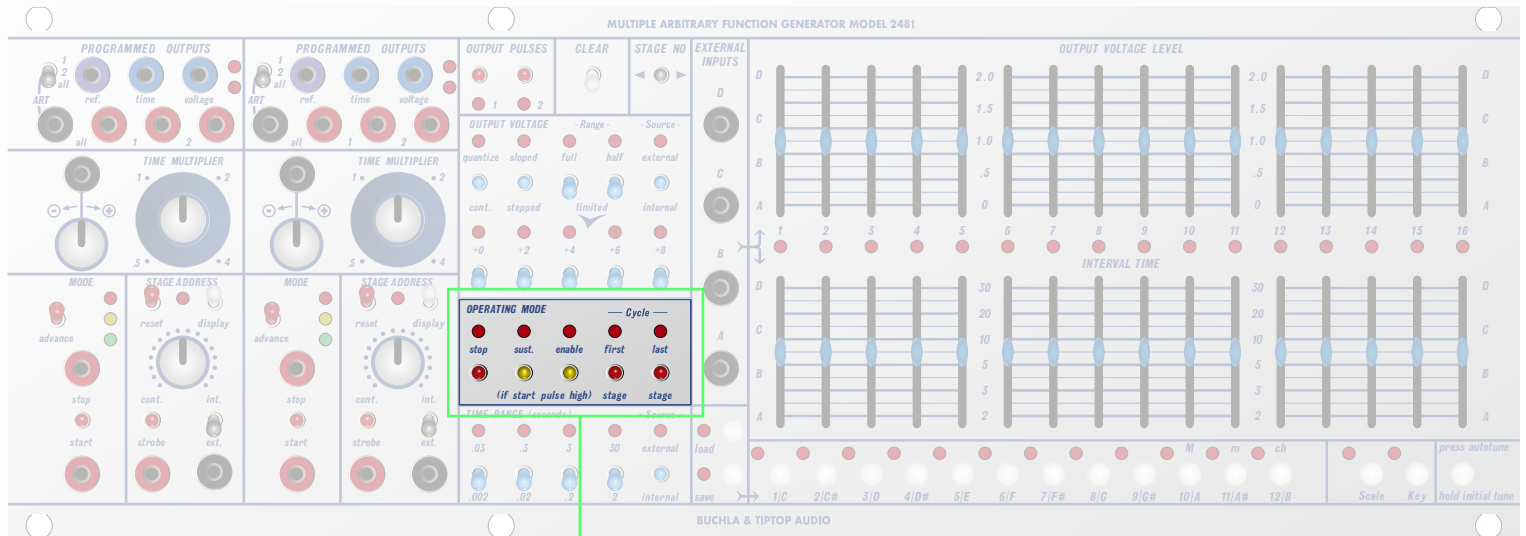 MULTIPLE ARBITRARY FUNCTION GENERATOR MODEL 248t
PROGRAMMED OUTPUTS
1
2
all
ART
ref.
time
voltage
all
1
2
PROGRAMMED OUTPUTS
1
2
all
ART
ref.
time
voltage
all
1
2
TIME MULTIPLIER
1
2
.5
4
TIME MULTIPLIER
1
2
.5
4
MODE
advance
stop
start
STAGE ADDRESS
reset
display
cont.
int.
strobe
ext.
MODE
advance
stop
start
STAGE ADDRESS
reset
display
cont.
int.
strobe
ext.
OUTPUT PULSES
1
2
CLEAR
STAGE NO
OUTPUT VOLTAGE
- Range -
- Source -
quantize sloped full half external
cont. stepped limited internal
+0 +2 +4 +6 +8
OPERATING MODE
Cycle
stop sust. enable first last
(if start pulse high) stage stage
TIME RANGE (seconds)
- Source -
.03 .3 3 30 external
.002 .02 .2 2 internal
EXTERNAL
INPUTS
D
C
B
A
load
save
OUTPUT VOLTAGE LEVEL
D 2.0 2.0 D
1.5 1.5
C C
1.0 1.0
B B
.5 .5
A 0 0 A
1 2 3 4 5 6 7 8 9 10 11 12 13 14 15 16
INTERVAL TIME
D 30 30 D
20 20
C C
10 10
5 5
B B
3 3
A 2 2 A
M m ch
1|C 2|C# 3|D 4|D# 5|E 6|F 7|F# 8|G 9|G# 10|A 11|A# 12|B
Scale
Key
press autotune
hold initial tune
BUCHLA & TIPTOP AUDIO